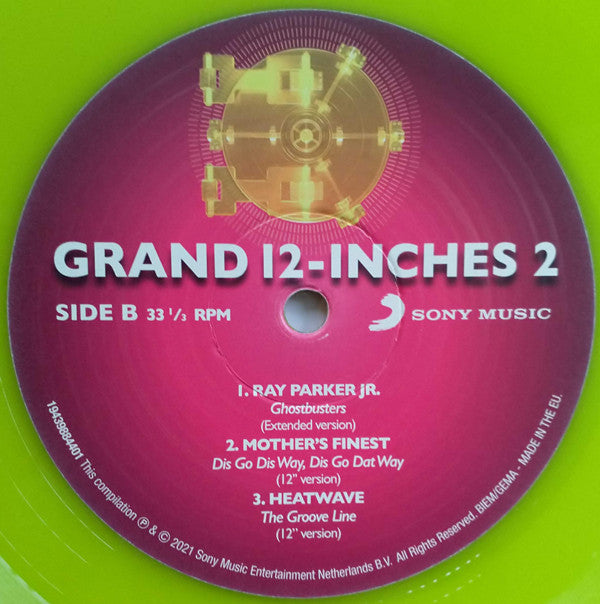 GRAND 12-INCHES 2
SIDE B 33 1/3 RPM
SONY MUSIC
1. RAY PARKER jR.
Ghostbusters
(Extended version)
2. MOTHER'S FINEST
Dis Go Dis Way, Dis Go Dat Way
(12" version)
3. HEATWAVE
The Groove Line
(12" version)
19439884401 This compilation ℗ & © 2021 Sony Music Entertainment Netherlands B.V. All Rights Reserved. BIEM/GEMA - MADE IN THE EU.